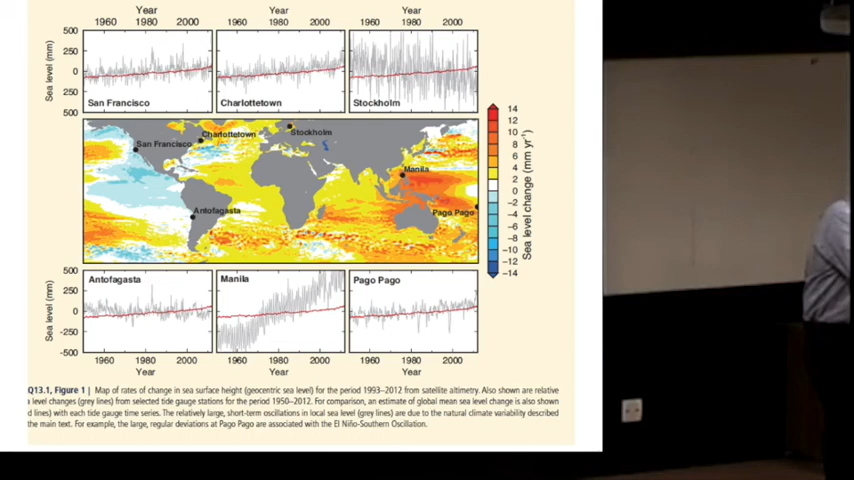 Year Year Year
1960 1980 2000 1960 1980 2000 1960 1980 2000
500
250
0
250
500
Sea level (mm)
San Francisco Charlottetown Stockholm
San Francisco
Charlottetown
Stockholm
Manila
Antofagasta
Pago Pago
14
12
10
8
6
4
2
0
−2
−4
−6
−8
−10
−12
−14
Sea level change (mm yr⁻¹)
500
250
0
-250
-500
Sea level (mm)
Antofagasta Manila Pago Pago
1960 1980 2000 1960 1980 2000 1960 1980 2000
Year Year Year
Q13.1, Figure 1 | Map of rates of change in sea surface height (geocentric sea level) for the period 1993–2012 from satellite altimetry. Also shown are relative
a level changes (grey lines) from selected tide gauge stations for the period 1950–2012. For comparison, an estimate of global mean sea level change is also shown
d lines) with each tide gauge time series. The relatively large, short-term oscillations in local sea level (grey lines) are due to the natural climate variability described
the main text. For example, the large, regular deviations at Pago Pago are associated with the El Niño-Southern Oscillation.